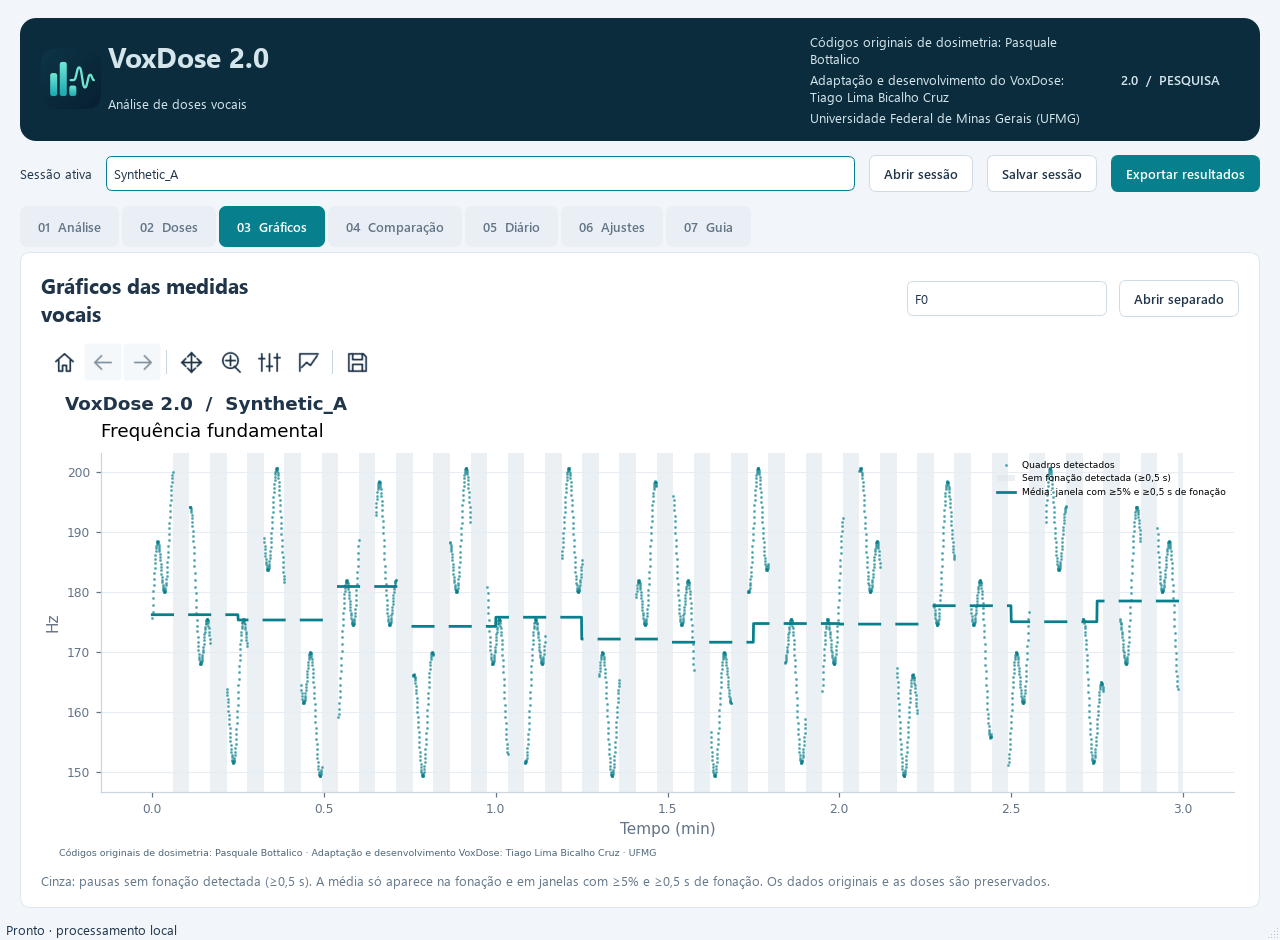 VoxDose 2.0
Análise de doses vocais
Códigos originais de dosimetria: Pasquale
Bottalico
Adaptação e desenvolvimento do VoxDose:
Tiago Lima Bicalho Cruz
Universidade Federal de Minas Gerais (UFMG)
2.0 / PESQUISA
Sessão ativa
Synthetic_A
Abrir sessão
Salvar sessão
Exportar resultados
01 Análise
02 Doses
03 Gráficos
04 Comparação
05 Diário
06 Ajustes
07 Guia
Gráficos das medidas
vocais
F0
Abrir separado
VoxDose 2.0 / Synthetic_A
Frequência fundamental
Quadros detectados
Sem fonação detectada (≥0,5 s)
Média: janela com ≥5% e ≥0,5 s de fonação
200
190
180
170
160
150
Hz
0.0
0.5
1.0
1.5
2.0
2.5
3.0
Tempo (min)
Códigos originais de dosimetria: Pasquale Bottalico · Adaptação e desenvolvimento VoxDose: Tiago Lima Bicalho Cruz · UFMG
Cinza: pausas sem fonação detectada (≥0,5 s). A média só aparece na fonação e em janelas com ≥5% e ≥0,5 s de fonação. Os dados originais e as doses são preservados.
Pronto · processamento local